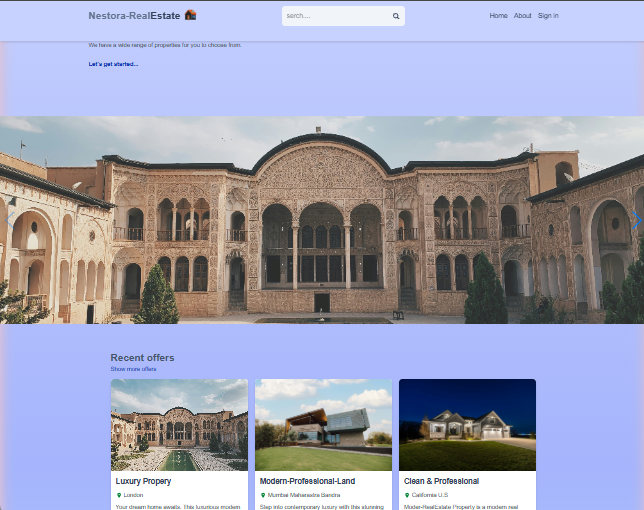 Nestora-RealEstate
serch....
Home About Sign in
We have a wide range of properties for you to choose from.
Let's get started...
Recent offers
Show more offers
Luxury Propery
London
Your dream home awaits. This luxurious modern
Modern-Professional-Land
Mumbai Maharastra Bandra
Step into contemporary luxury with this stunning
Clean & Professional
California U.S
Moder-RealEstate Property is a modern real